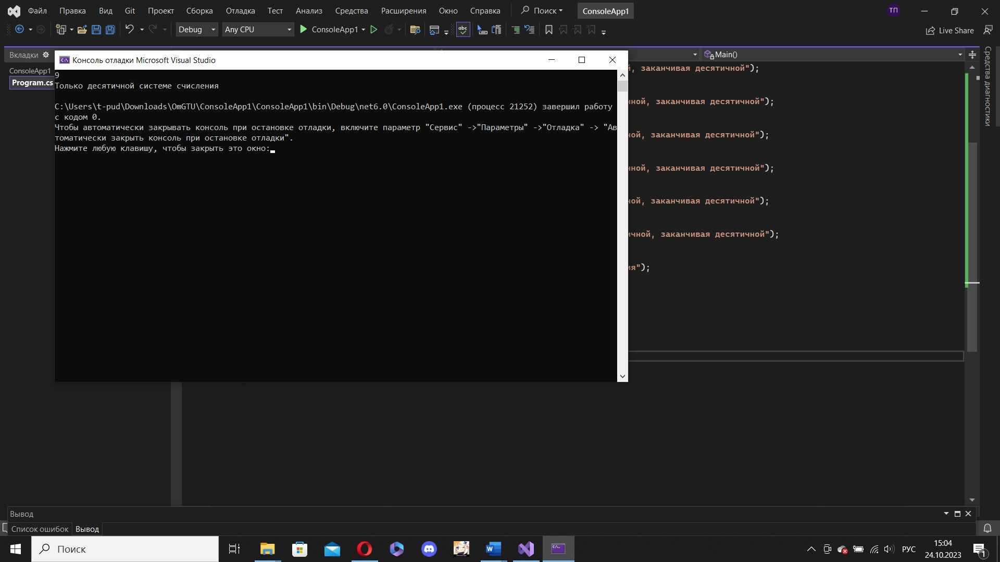 Файл Правка Вид Git Проект Сборка Отладка Тест Анализ Средства Расширения Окно Справка Поиск ConsoleApp1 ТП
Debug Any CPU ConsoleApp1 abc Live Share
Вкладки
ConsoleApp1
Program.cs
Консоль отладки Microsoft Visual Studio
9
Только десятичной системе счисления
C:\Users\t-pud\Downloads\OmGTU\ConsoleApp1\ConsoleApp1\bin\Debug\net6.0\ConsoleApp1.exe (процесс 21252) завершил работу
с кодом 0.
Чтобы автоматически закрывать консоль при остановке отладки, включите параметр "Сервис" ->"Параметры" ->"Отладка" -> "Ав
томатически закрыть консоль при остановке отладки".
Нажмите любую клавишу, чтобы закрыть это окно:
Main()
й, заканчивая десятичной");
ной, заканчивая десятичной");
ой, заканчивая десятичной");
ной, заканчивая десятичной");
ой, заканчивая десятичной");
ичной, заканчивая десятичной");
ия");
Средства диагностики
Вывод
Список ошибок Вывод
Поиск
РУС
15:04
24.10.2023
1